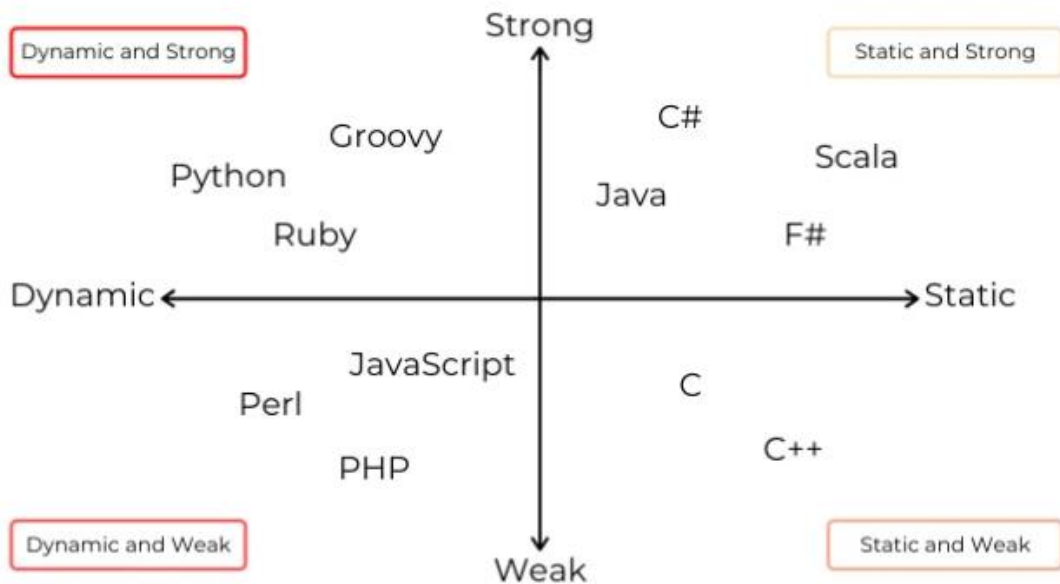 Strong
Dynamic and Strong
Static and Strong
C#
Groovy
Scala
Python
Java
Ruby
F#
Dynamic
Static
JavaScript
C
Perl
C++
PHP
Dynamic and Weak
Static and Weak
Weak